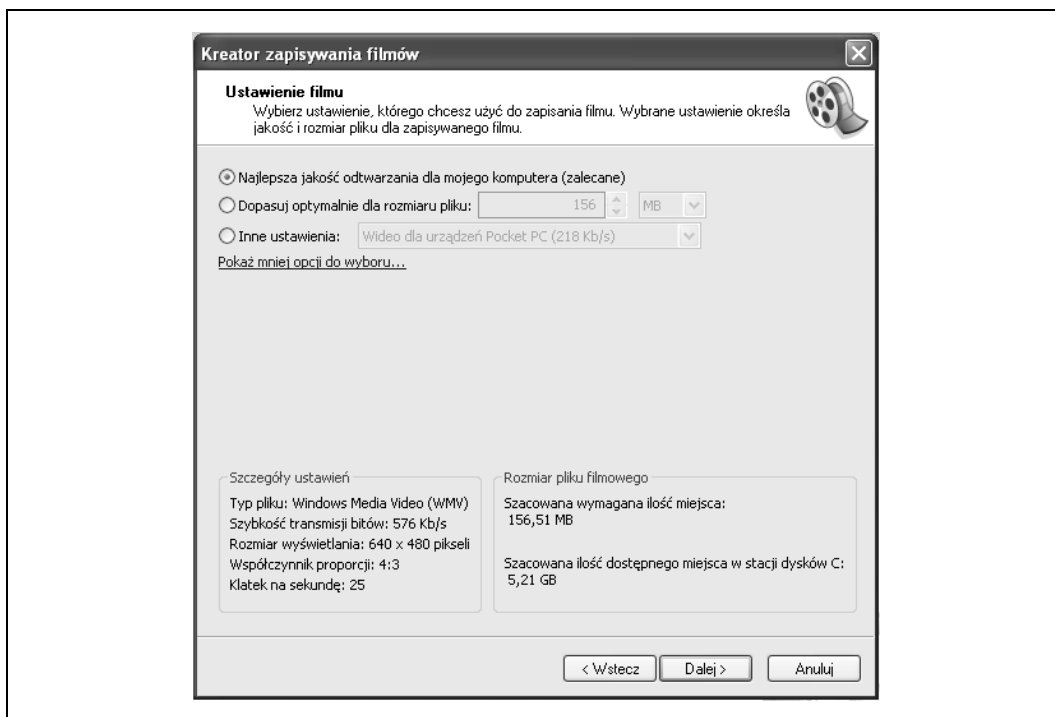 Kreator zapisywania filmów
Ustawienie filmu
Wybierz ustawienie, którego chcesz użyć do zapisania filmu. Wybrane ustawienie określa
jakość i rozmiar pliku dla zapisywanego filmu.
Najlepsza jakość odtwarzania dla mojego komputera (zalecane)
Dopasuj optymalnie dla rozmiaru pliku: 156 MB
Inne ustawienia: Wideo dla urządzeń Pocket PC (218 Kb/s)
Pokaż mniej opcji do wyboru...
Szczegóły ustawień
Typ pliku: Windows Media Video (WMV)
Szybkość transmisji bitów: 576 Kb/s
Rozmiar wyświetlania: 640 x 480 pikseli
Współczynnik proporcji: 4:3
Klatek na sekundę: 25
Rozmiar pliku filmowego
Szacowana wymagana ilość miejsca:
156,51 MB
Szacowana ilość dostępnego miejsca w stacji dysków C:
5,21 GB
< Wstecz Dalej > Anuluj